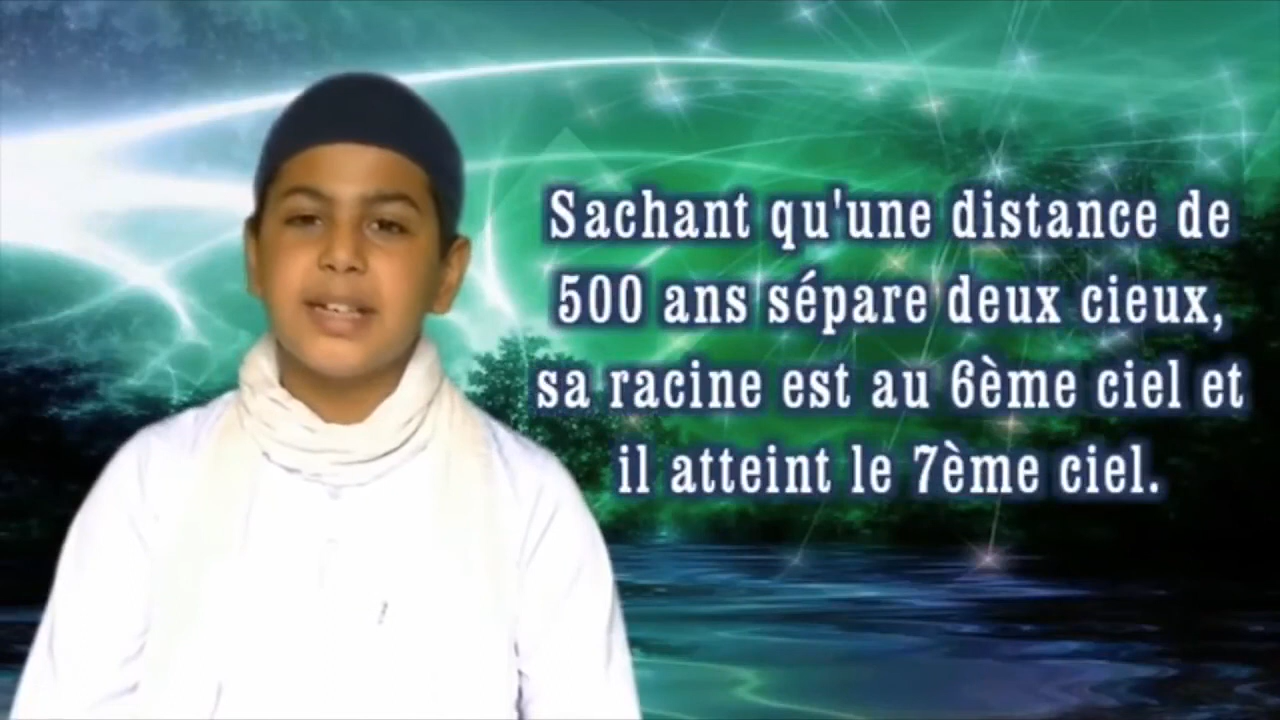 Sachant qu'une distance de
500 ans sépare deux cieux,
sa racine est au 6ème ciel et
il atteint le 7ème ciel.